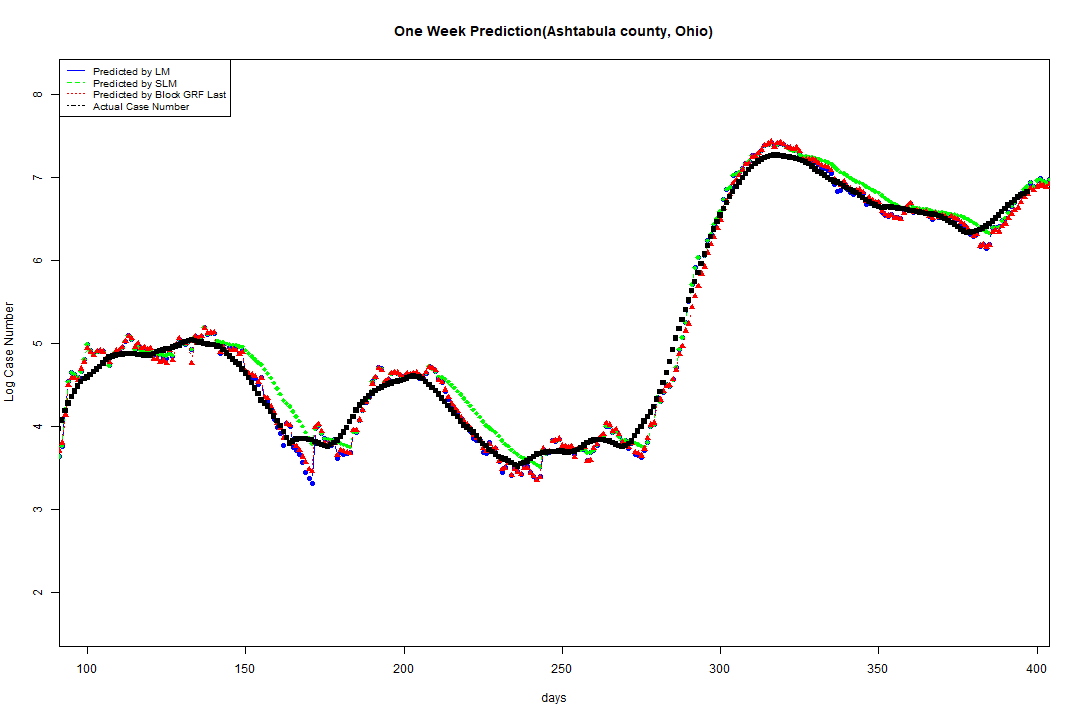 One Week Prediction(Ashtabula county, Ohio)
Predicted by LM
Predicted by SLM
Predicted by Block GRF Last
Actual Case Number
8
7
6
5
4
3
2
Log Case Number
100 150 200 250 300 350 400
days